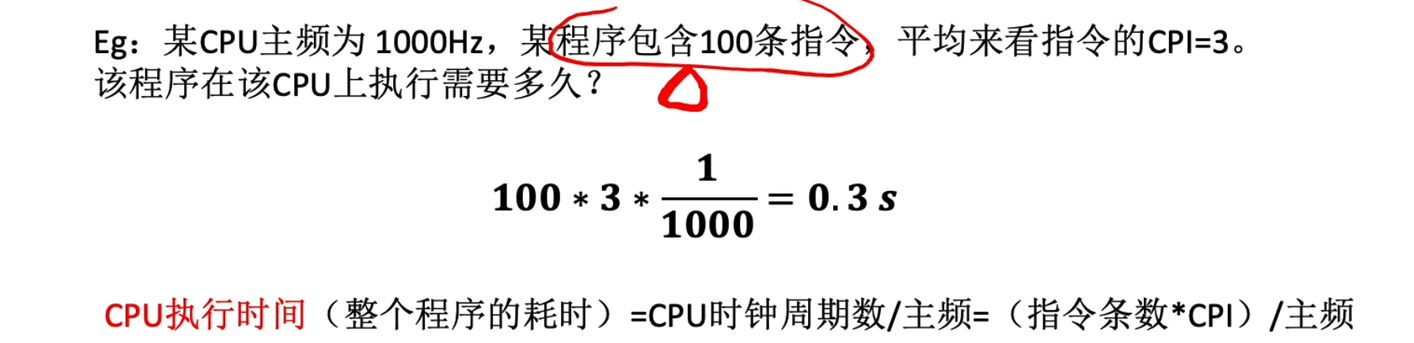 Eg：某CPU主频为 1000Hz，某程序包含100条指令，平均来看指令的CPI=3。
该程序在该CPU上执行需要多久？
100 * 3 * 1/1000 = 0.3 s
CPU执行时间（整个程序的耗时）=CPU时钟周期数/主频=（指令条数*CPI）/主频